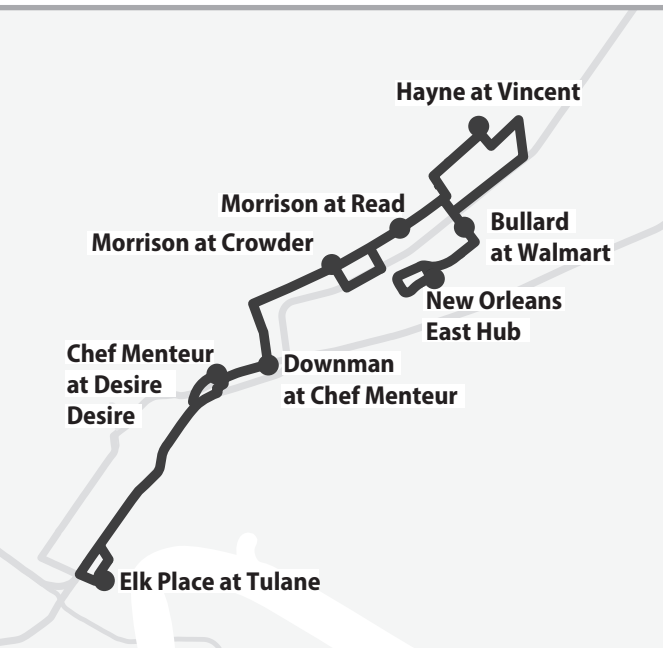 Hayne at Vincent
Morrison at Read
Bullard
at Walmart
Morrison at Crowder
New Orleans
East Hub
Chef Menteur
at Desire
Desire
Downman
at Chef Menteur
Elk Place at Tulane